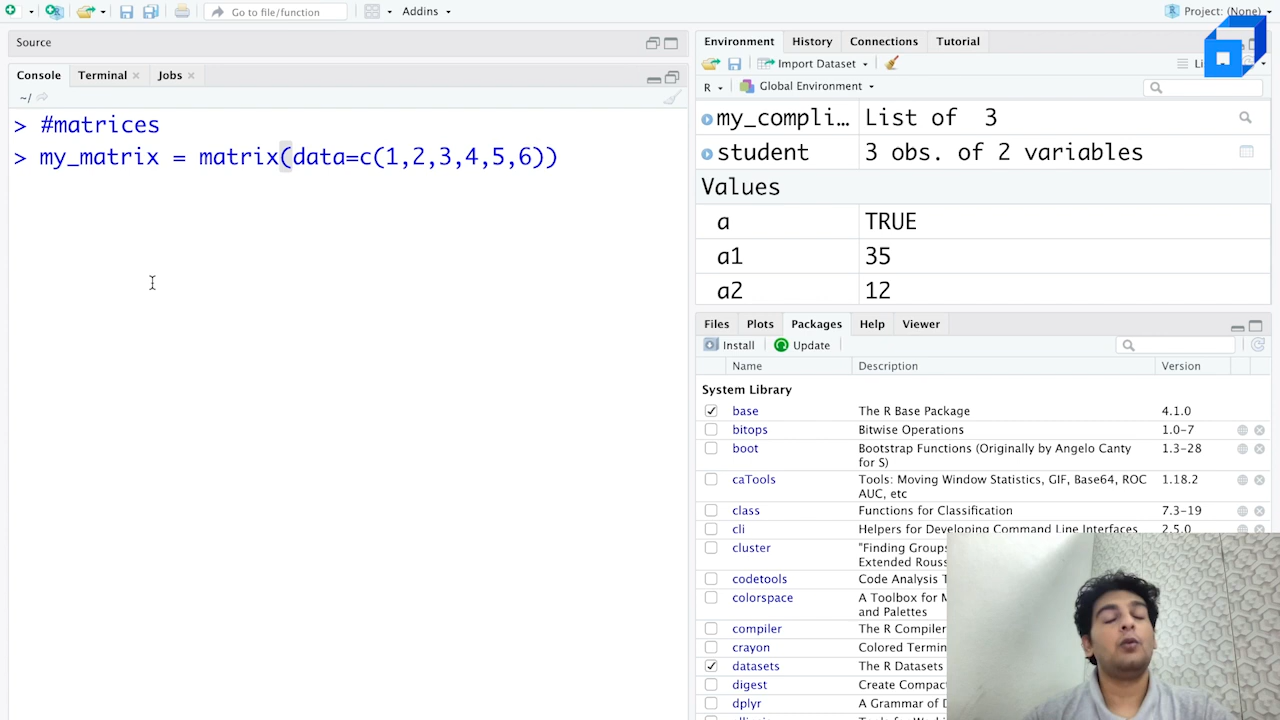 Go to file/function
Addins
Project: (None)
Source
Console Terminal Jobs
~/
> #matrices
> my_matrix = matrix(data=c(1,2,3,4,5,6))
Environment History Connections Tutorial
Import Dataset
R Global Environment
my_compli… List of 3
student 3 obs. of 2 variables
Values
a TRUE
a1 35
a2 12
Files Plots Packages Help Viewer
Install Update
Name Description Version
System Library
base The R Base Package 4.1.0
bitops Bitwise Operations 1.0-7
boot Bootstrap Functions (Originally by Angelo Canty 1.3-28
for S)
caTools Tools: Moving Window Statistics, GIF, Base64, ROC 1.18.2
AUC, etc
class Functions for Classification 7.3-19
cli Helpers for Developing Command Line Interfaces 2.5.0
cluster "Finding Groups
Extended Rouss
codetools Code Analysis T
colorspace A Toolbox for M
and Palettes
compiler The R Compiler
crayon Colored Termin
datasets The R Datasets
digest Create Compac
dplyr A Grammar of D